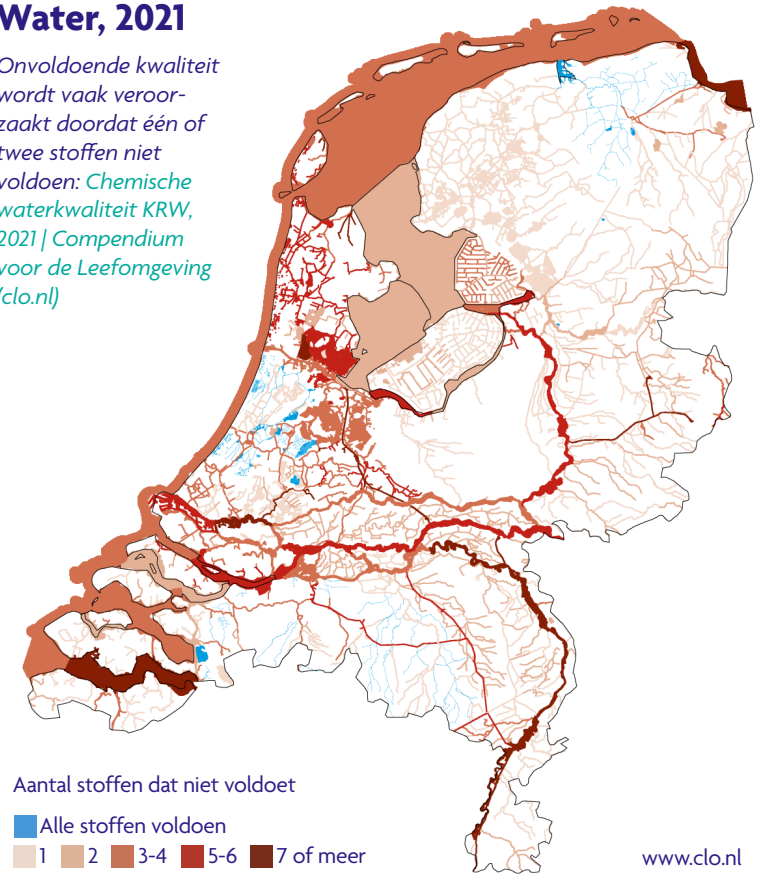 Water, 2021
Onvoldoende kwaliteit
wordt vaak veroor-
zaakt doordat één of
twee stoffen niet
voldoen: Chemische
waterkwaliteit KRW,
2021 | Compendium
voor de Leefomgeving
(clo.nl)
Aantal stoffen dat niet voldoet
Alle stoffen voldoen
1 2 3-4 5-6 7 of meer
www.clo.nl